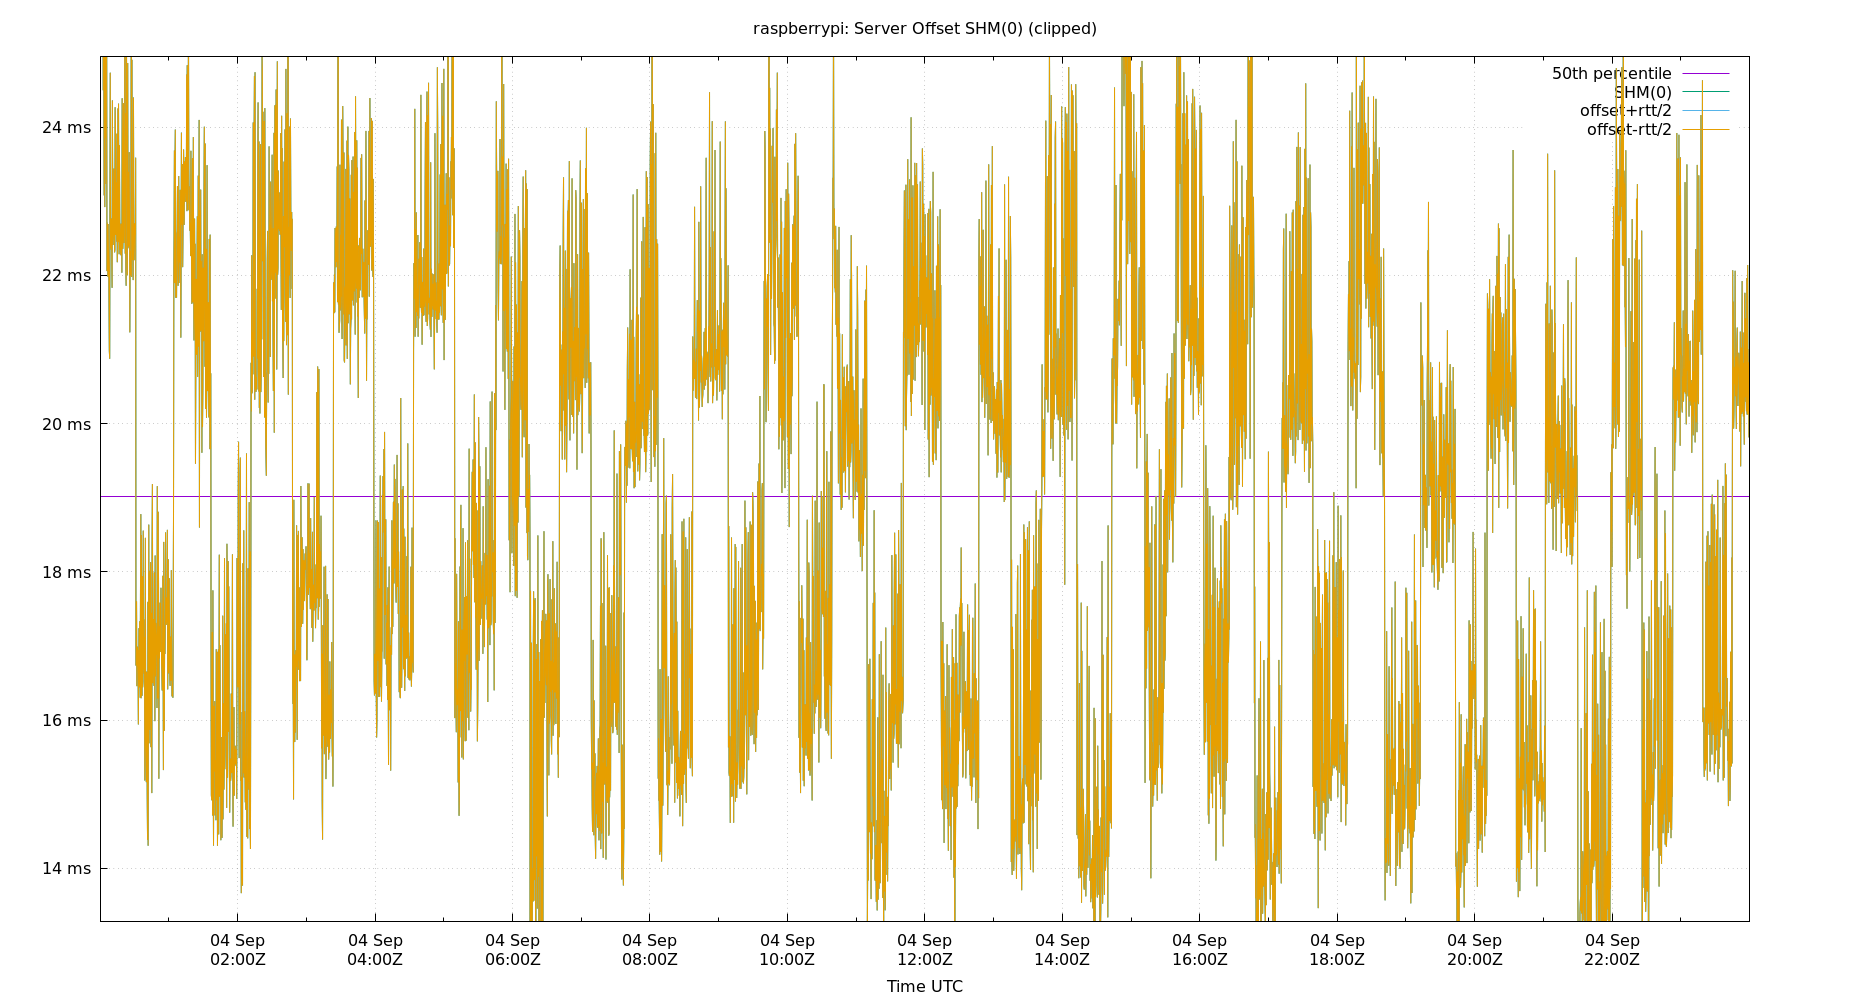 raspberrypi: Server Offset SHM(0) (clipped)
50th percentile
SHM(0)
offset+rtt/2
offset-rtt/2
24 ms
22 ms
20 ms
18 ms
16 ms
14 ms
04 Sep 04 Sep 04 Sep 04 Sep 04 Sep 04 Sep 04 Sep 04 Sep 04 Sep 04 Sep 04 Sep
02:00Z 04:00Z 06:00Z 08:00Z 10:00Z 12:00Z 14:00Z 16:00Z 18:00Z 20:00Z 22:00Z
Time UTC